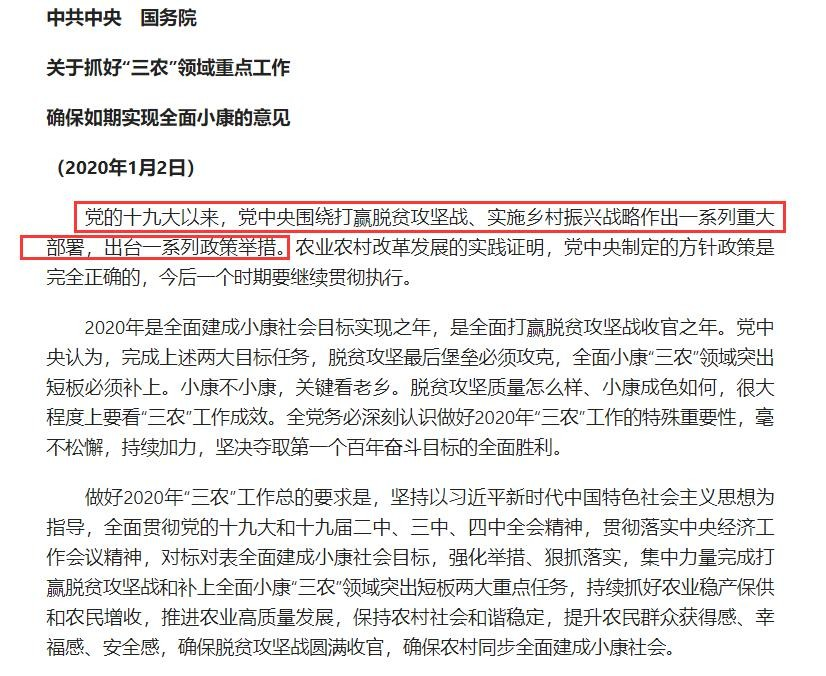 中共中央　国务院
关于抓好“三农”领域重点工作
确保如期实现全面小康的意见
（2020年1月2日）
党的十九大以来，党中央围绕打赢脱贫攻坚战、实施乡村振兴战略作出一系列重大
部署，出台一系列政策举措。农业农村改革发展的实践证明，党中央制定的方针政策是
完全正确的，今后一个时期要继续贯彻执行。
2020年是全面建成小康社会目标实现之年，是全面打赢脱贫攻坚战收官之年。党中
央认为，完成上述两大目标任务，脱贫攻坚最后堡垒必须攻克，全面小康“三农”领域突出
短板必须补上。小康不小康，关键看老乡。脱贫攻坚质量怎么样、小康成色如何，很大
程度上要看“三农”工作成效。全党务必深刻认识做好2020年“三农”工作的特殊重要性，毫
不松懈，持续加力，坚决夺取第一个百年奋斗目标的全面胜利。
做好2020年“三农”工作总的要求是，坚持以习近平新时代中国特色社会主义思想为
指导，全面贯彻党的十九大和十九届二中、三中、四中全会精神，贯彻落实中央经济工
作会议精神，对标对表全面建成小康社会目标，强化举措、狠抓落实，集中力量完成打
赢脱贫攻坚战和补上全面小康“三农”领域突出短板两大重点任务，持续抓好农业稳产保供
和农民增收，推进农业高质量发展，保持农村社会和谐稳定，提升农民群众获得感、幸
福感、安全感，确保脱贫攻坚战圆满收官，确保农村同步全面建成小康社会。